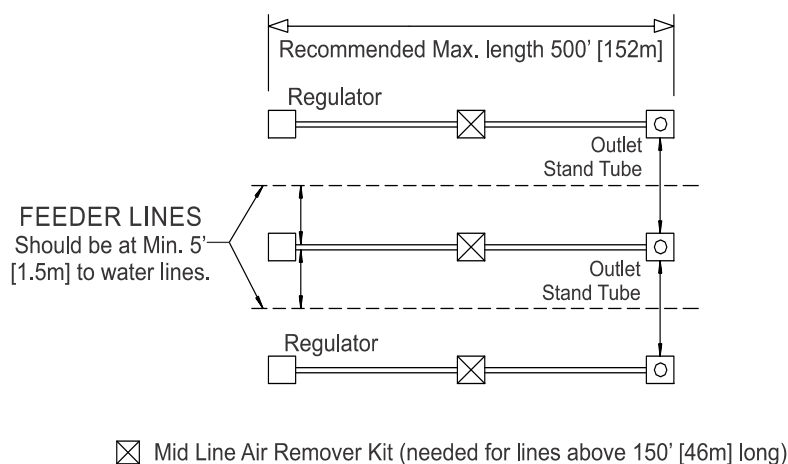 Recommended Max. length 500' [152m]
Regulator
Outlet
Stand Tube
FEEDER LINES
Should be at Min. 5'
[1.5m] to water lines.
Outlet
Stand Tube
Regulator
Mid Line Air Remover Kit (needed for lines above 150' [46m] long)